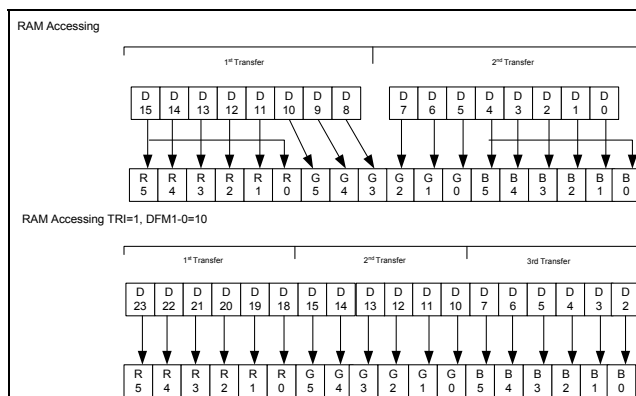 RAM Accessing
1st Transfer 2nd Transfer
D D D D D D D D D D D D D D D D
15 14 13 12 11 10 9 8 7 6 5 4 3 2 1 0
R R R R R R G G G G G G B B B B B B
5 4 3 2 1 0 5 4 3 2 1 0 5 4 3 2 1 0
RAM Accessing TRI=1, DFM1-0=10
1st Transfer 2nd Transfer 3rd Transfer
D D D D D D D D D D D D D D D D D D
23 22 21 20 19 18 15 14 13 12 11 10 7 6 5 4 3 2
R R R R R R G G G G G G B B B B B B
5 4 3 2 1 0 5 4 3 2 1 0 5 4 3 2 1 0